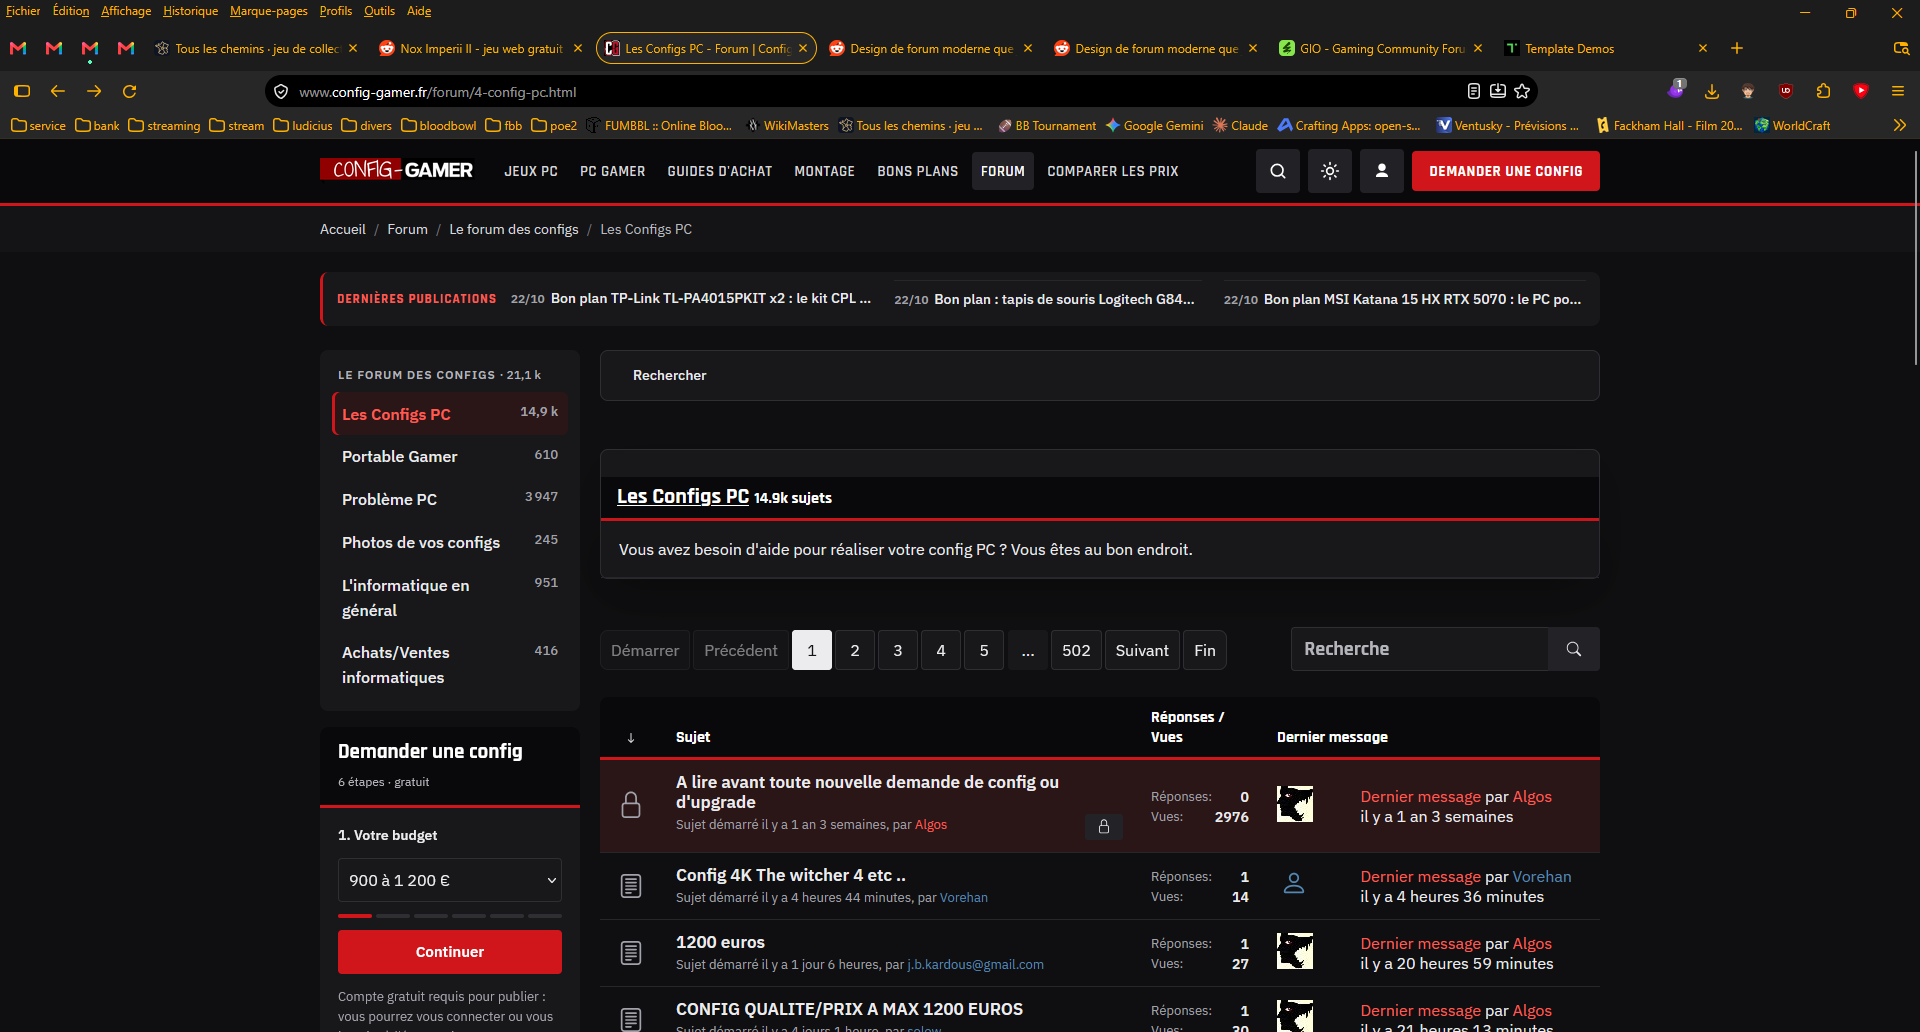 Fichier Édition Affichage Historique Marque-pages Profils Outils Aide
Tous les chemins · jeu de collec
Nox Imperii II - jeu web gratuit
Les Configs PC - Forum | Config
Design de forum moderne que
Design de forum moderne que
GIO - Gaming Community Foru
Template Demos
www.config-gamer.fr/forum/4-config-pc.html
1
service bank streaming stream ludicius divers bloodbowl fbb poe2 FUMBBL :: Online Bloo... WikiMasters Tous les chemins · jeu ... BB Tournament Google Gemini Claude Crafting Apps: open-s... Ventusky - Prévisions ... Fackham Hall - Film 20... WorldCraft
CONFIG-GAMER JEUX PC PC GAMER GUIDES D'ACHAT MONTAGE BONS PLANS FORUM COMPARER LES PRIX DEMANDER UNE CONFIG
Accueil / Forum / Le forum des configs / Les Configs PC
DERNIÈRES PUBLICATIONS 22/10 Bon plan TP-Link TL-PA4015PKIT x2 : le kit CPL ... 22/10 Bon plan : tapis de souris Logitech G84... 22/10 Bon plan MSI Katana 15 HX RTX 5070 : le PC po...
LE FORUM DES CONFIGS · 21,1 k
Les Configs PC 14,9 k
Portable Gamer 610
Problème PC 3 947
Photos de vos configs 245
L'informatique en général 951
Achats/Ventes informatiques 416
Demander une config
6 étapes · gratuit
1. Votre budget
900 à 1 200 €
Continuer
Compte gratuit requis pour publier :
vous pourrez vous connecter ou vous
Rechercher
Les Configs PC 14.9k sujets
Vous avez besoin d'aide pour réaliser votre config PC ? Vous êtes au bon endroit.
Démarrer Précédent 1 2 3 4 5 ... 502 Suivant Fin
Recherche
↓ Sujet Réponses / Vues Dernier message
A lire avant toute nouvelle demande de config ou d'upgrade
Sujet démarré il y a 1 an 3 semaines, par Algos
Réponses: 0
Vues: 2976
Dernier message par Algos
il y a 1 an 3 semaines
Config 4K The witcher 4 etc ..
Sujet démarré il y a 4 heures 44 minutes, par Vorehan
Réponses: 1
Vues: 14
Dernier message par Vorehan
il y a 4 heures 36 minutes
1200 euros
Sujet démarré il y a 1 jour 6 heures, par j.b.kardous@gmail.com
Réponses: 1
Vues: 27
Dernier message par Algos
il y a 20 heures 59 minutes
CONFIG QUALITE/PRIX A MAX 1200 EUROS
Sujet démarré il y a 4 jours 1 heure, par solow
Réponses: 1
Vues: 30
Dernier message par Algos
il y a 21 heures 13 minutes